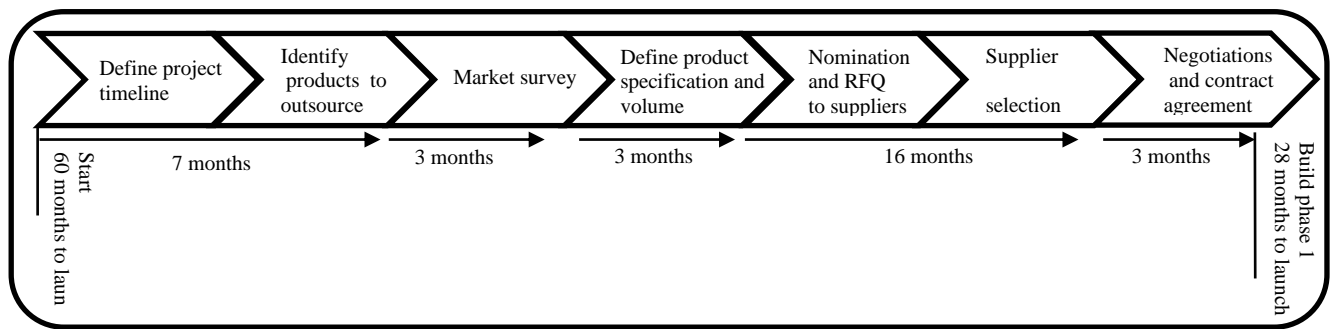 Define project
timeline
Identify
products to
outsource
Market survey
Define product
specification and
volume
Nomination
and RFQ
to suppliers
Supplier
selection
Negotiations
and contract
agreement
7 months
3 months
3 months
16 months
3 months
Start
60 months to laun
Build phase 1
28 months to launch